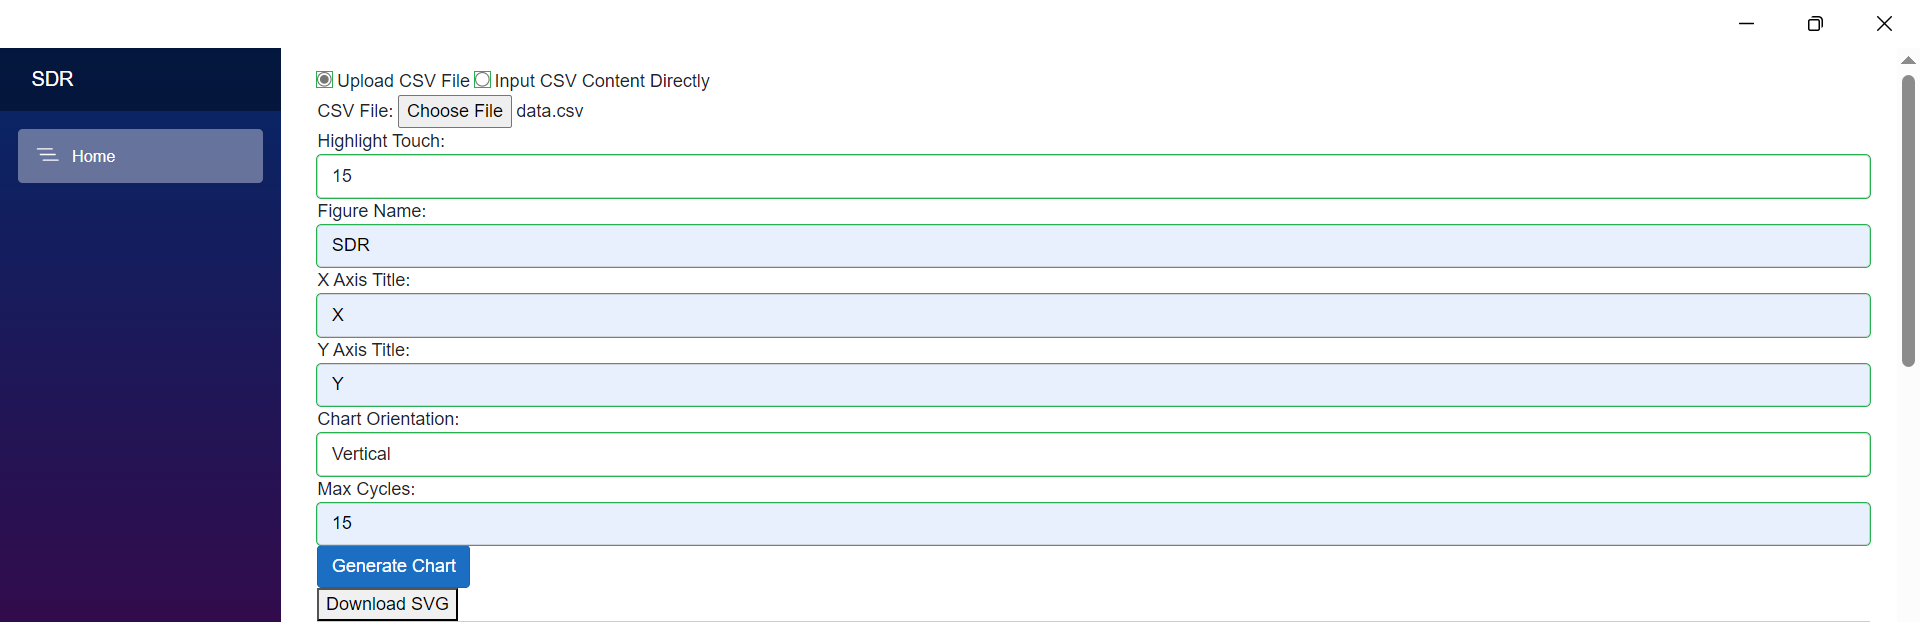 SDR
Home
Upload CSV File Input CSV Content Directly
CSV File: Choose File data.csv
Highlight Touch:
15
Figure Name:
SDR
X Axis Title:
X
Y Axis Title:
Y
Chart Orientation:
Vertical
Max Cycles:
15
Generate Chart
Download SVG